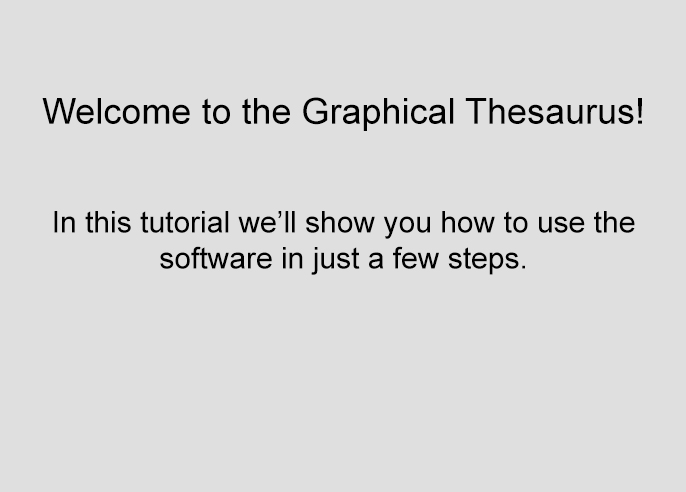 Welcome to the Graphical Thesaurus!
In this tutorial we’ll show you how to use the
software in just a few steps.